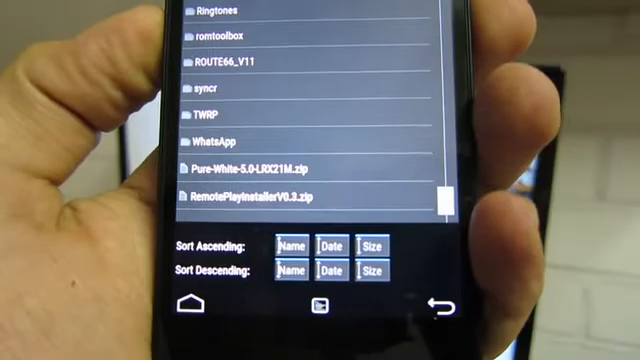 Ringtones
romtoolbox
ROUTE66_V11
syncr
TWRP
WhatsApp
Pure-White-5.0-LRX21M.zip
RemotePlayInstallerV0.3.zip
Sort Ascending: Name Date Size
Sort Descending: Name Date Size